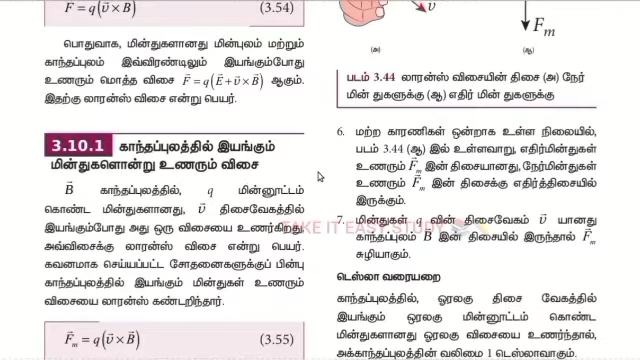 F⃗ = q(υ⃗ × B⃗) (3.54)
பொதுவாக, மின்துகளானது மின்புலம் மற்றும்
காந்தப்புலம் இவ்விரண்டிலும் இயங்கும்போது
உணரும் மொத்த விசை F⃗ = q(E⃗ + υ⃗ × B⃗) ஆகும்.
இதற்கு லாரன்ஸ் விசை என்று பெயர்.
3.10.1 காந்தப்புலத்தில் இயங்கும்
மின்துகளொன்று உணரும் விசை
B⃗ காந்தப்புலத்தில், q மின்னூட்டம்
கொண்ட மின்துகளானது, υ⃗ திசைவேகத்தில்
இயங்கும்போது அது ஒரு விசையை உணர்கிறது
அவ்விசைக்கு லாரன்ஸ் விசை என்று பெயர்.
கவனமாக செய்யப்பட்ட சோதனைகளுக்குப் பின்பு
காந்தப்புலத்தில் இயங்கும் மின்துகள் உணரும்
விசையை லாரன்ஸ் கண்டறிந்தார்.
F⃗m = q(υ⃗ × B⃗) (3.55)
υ⃗
F⃗m
(அ) (ஆ)
படம் 3.44 லாரன்ஸ் விசையின் திசை (அ) நேர்
மின் துகளுக்கு (ஆ) எதிர் மின் துகளுக்கு
6. மற்ற காரணிகள் ஒன்றாக உள்ள நிலையில்,
படம் 3.44 (ஆ) இல் உள்ளவாறு, எதிர்மின்துகள்
உணரும் F⃗m இன் திசையானது, நேர்மின்துகள்
உணரும் F⃗m இன் திசைக்கு எதிர்த்திசையில்
இருக்கும்.
7. மின்துகள் q வின் திசைவேகம் υ⃗ யானது
காந்தப்புலம் B⃗ இன் திசையில் இருந்தால் F⃗m
சுழியாகும்.
டெஸ்லா வரையறை
காந்தப்புலத்தில், ஓரலகு திசை வேகத்தில்
இயங்கும் ஓரலகு மின்னூட்டம் கொண்ட
மின்துகளானது ஓரலகு விசையை உணர்ந்தால்,
அக்காந்தப்புலத்தின் வலிமை 1 டெஸ்லாவாகும்.
TAKE IT EASY STUDY